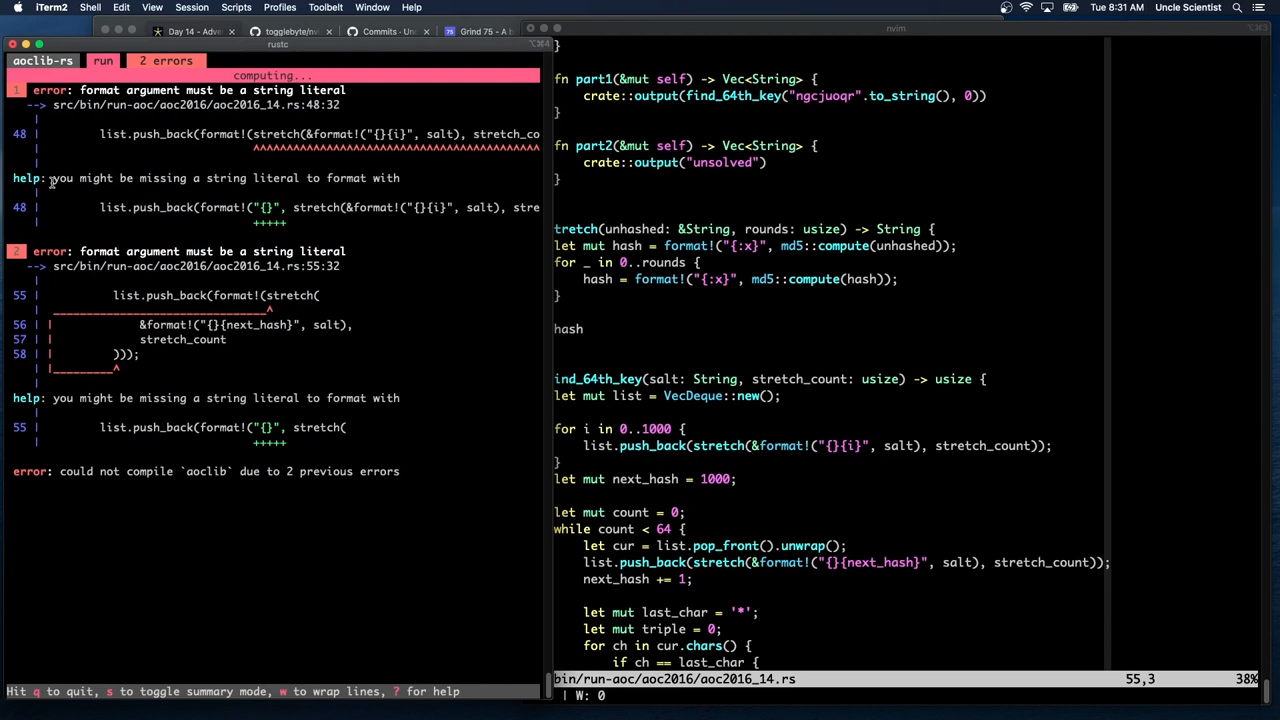 iTerm2 Shell Edit View Session Scripts Profiles Toolbelt Window Help Tue 8:31 AM Uncle Scientist
Day 14 - Adve togglebyte/nvi Commits · Unc 75 Grind 75 - A b
rustc ⌥⌘4
aoclib-rs run 2 errors
computing...
1 error: format argument must be a string literal
--> src/bin/run-aoc/aoc2016/aoc2016_14.rs:48:32
|
48 | list.push_back(format!(stretch(&format!("{}{i}", salt), stretch_co
| ^^^^^^^^^^^^^^^^^^^^^^^^^^^^^^^^^^^^^^^
|
help: you might be missing a string literal to format with
|
48 | list.push_back(format!("{}", stretch(&format!("{}{i}", salt), stre
| +++++
2 error: format argument must be a string literal
--> src/bin/run-aoc/aoc2016/aoc2016_14.rs:55:32
|
55 | list.push_back(format!(stretch(
| ______________________________^
56 | | &format!("{}{next_hash}", salt),
57 | | stretch_count
58 | | )));
| |_________^
|
help: you might be missing a string literal to format with
|
55 | list.push_back(format!("{}", stretch(
| +++++
error: could not compile `aoclib` due to 2 previous errors
Hit q to quit, s to toggle summary mode, w to wrap lines, ? for help
nvim ⌥⌘3
}
fn part1(&mut self) -> Vec<String> {
crate::output(find_64th_key("ngcjuoqr".to_string(), 0))
}
fn part2(&mut self) -> Vec<String> {
crate::output("unsolved")
}
tretch(unhashed: &String, rounds: usize) -> String {
let mut hash = format!("{:x}", md5::compute(unhashed));
for _ in 0..rounds {
hash = format!("{:x}", md5::compute(hash));
}
hash
ind_64th_key(salt: String, stretch_count: usize) -> usize {
let mut list = VecDeque::new();
for i in 0..1000 {
list.push_back(stretch(&format!("{}{i}", salt), stretch_count));
}
let mut next_hash = 1000;
let mut count = 0;
while count < 64 {
let cur = list.pop_front().unwrap();
list.push_back(stretch(&format!("{}{next_hash}", salt), stretch_count));
next_hash += 1;
let mut last_char = '*';
let mut triple = 0;
for ch in cur.chars() {
if ch == last_char {
bin/run-aoc/aoc2016/aoc2016_14.rs 55,3 38%
| W: 0